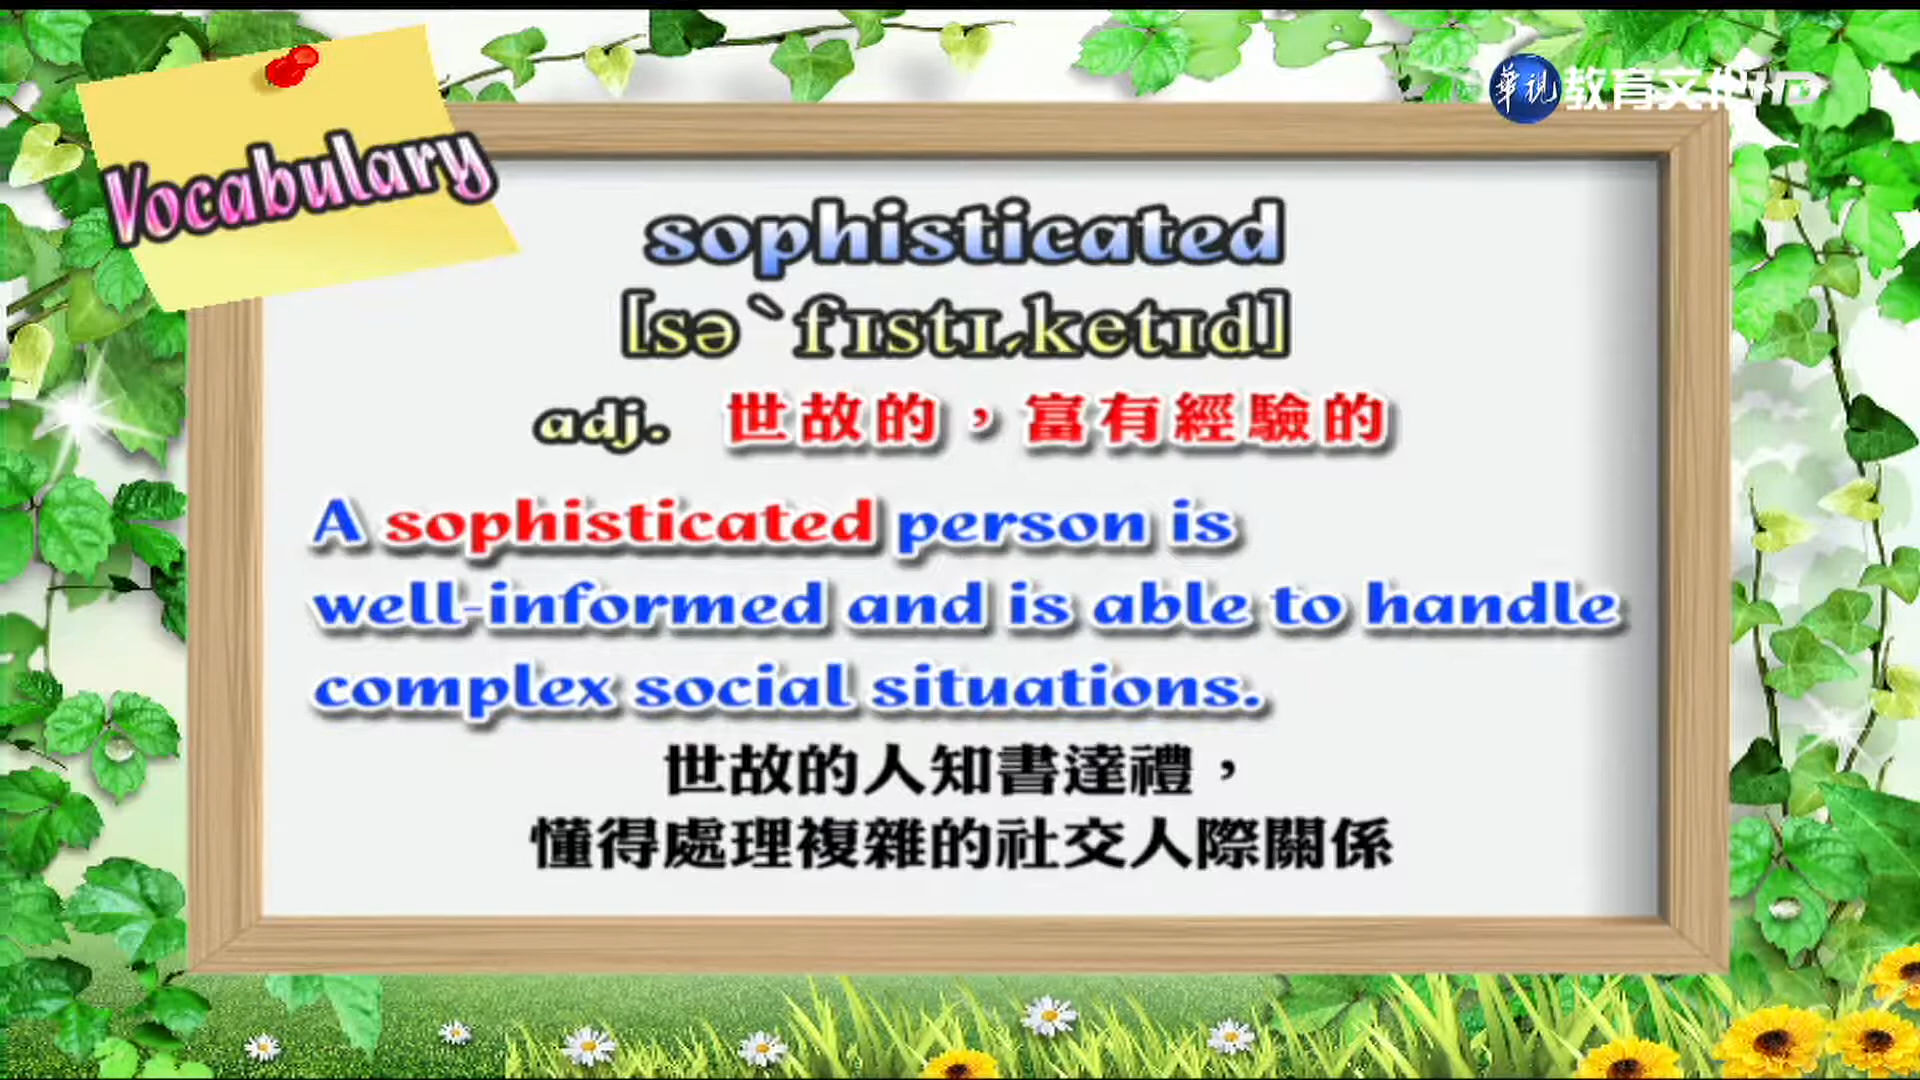 華視 教育文化HD
Vocabulary
sophisticated
[səˋfɪstɪˏketɪd]
adj. 世故的，富有經驗的
A sophisticated person is
well-informed and is able to handle
complex social situations.
世故的人知書達禮，
懂得處理複雜的社交人際關係